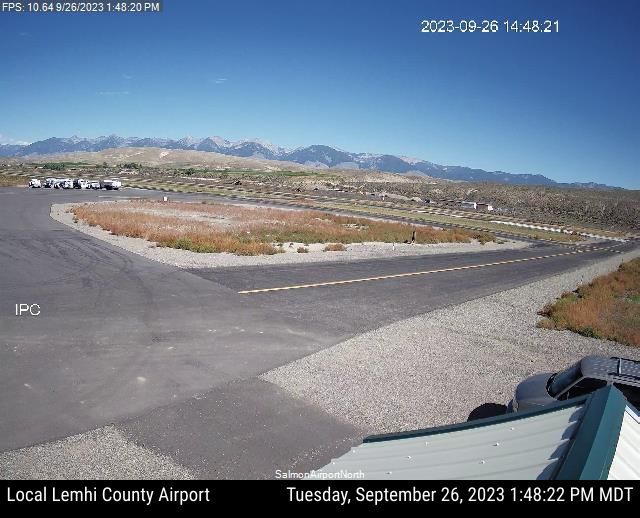 FPS: 10.64 9/26/2023 1:48:20 PM
2023-09-26 14:48:21
IPC
SalmonAirportNorth
Local Lemhi County Airport Tuesday, September 26, 2023 1:48:22 PM MDT